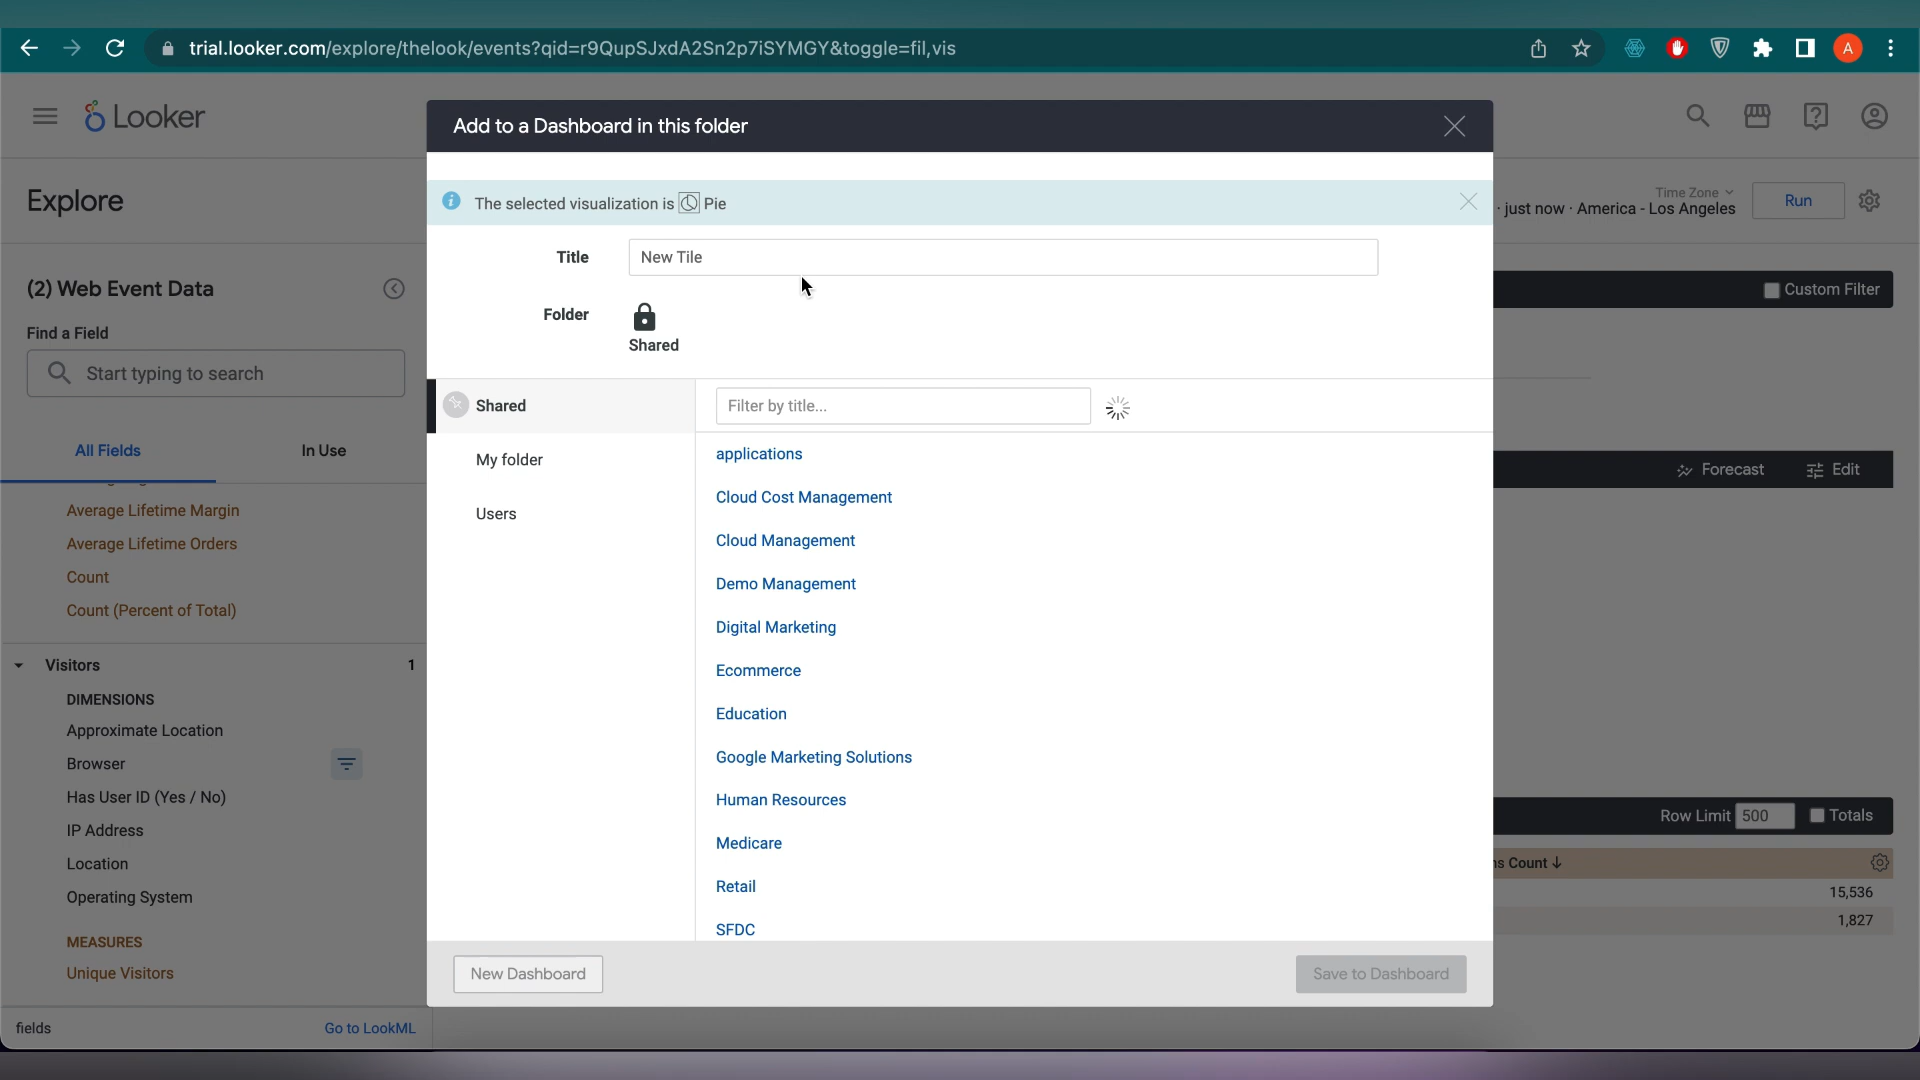 trial.looker.com/explore/thelook/events?qid=r9QupSJxdA2Sn2p7iSYMGY&toggle=fil,vis
A
Looker
Add to a Dashboard in this folder
Explore
The selected visualization is Pie
Time Zone
· just now · America - Los Angeles
Run
Title
New Tile
(2) Web Event Data
Custom Filter
Folder
Shared
Find a Field
Start typing to search
Shared
Filter by title...
All Fields
In Use
My folder
applications
Forecast
Edit
Cloud Cost Management
Average Lifetime Margin
Users
Average Lifetime Orders
Cloud Management
Count
Demo Management
Count (Percent of Total)
Digital Marketing
Visitors
1
Ecommerce
DIMENSIONS
Education
Approximate Location
Browser
Google Marketing Solutions
Has User ID (Yes / No)
Human Resources
Row Limit 500
Totals
IP Address
Medicare
Location
s Count
Retail
15,536
Operating System
1,827
SFDC
MEASURES
Unique Visitors
New Dashboard
Save to Dashboard
fields
Go to LookML